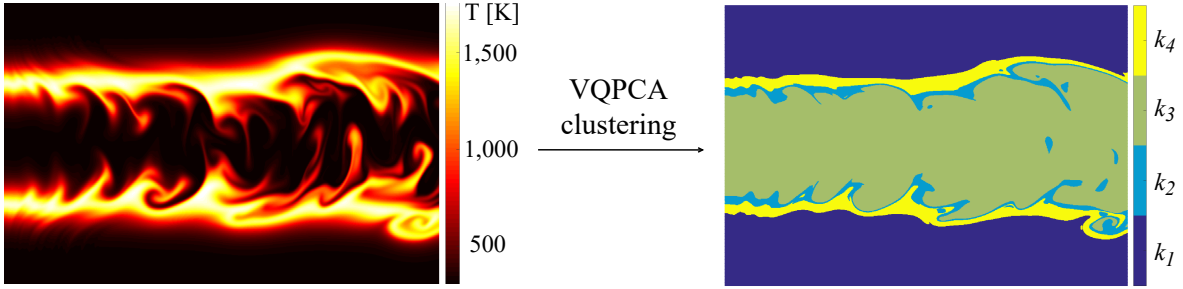 T [K]
1,500
1,000
500
VQPCA
clustering
k4
k3
k2
k1